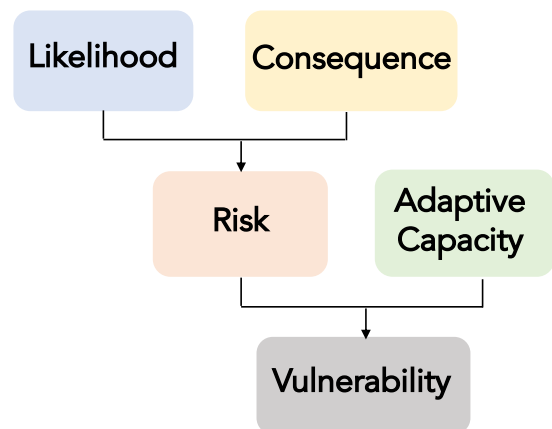 Likelihood
Consequence
Risk
Adaptive
Capacity
Vulnerability